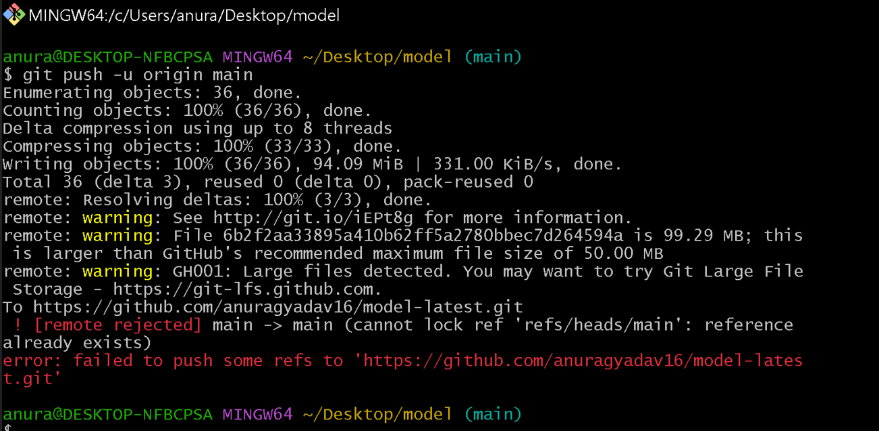 MINGW64:/c/Users/anura/Desktop/model
anura@DESKTOP-NFBCPSA MINGW64 ~/Desktop/model (main)
$ git push -u origin main
Enumerating objects: 36, done.
Counting objects: 100% (36/36), done.
Delta compression using up to 8 threads
Compressing objects: 100% (33/33), done.
Writing objects: 100% (36/36), 94.09 MiB | 331.00 KiB/s, done.
Total 36 (delta 3), reused 0 (delta 0), pack-reused 0
remote: Resolving deltas: 100% (3/3), done.
remote: warning: See http://git.io/iEPt8g for more information.
remote: warning: File 6b2f2aa33895a410b62ff5a2780bbec7d264594a is 99.29 MB; this
 is larger than GitHub's recommended maximum file size of 50.00 MB
remote: warning: GH001: Large files detected. You may want to try Git Large File
 Storage - https://git-lfs.github.com.
To https://github.com/anuragyadav16/model-latest.git
 ! [remote rejected] main -> main (cannot lock ref 'refs/heads/main': reference
already exists)
error: failed to push some refs to 'https://github.com/anuragyadav16/model-lates
t.git'
anura@DESKTOP-NFBCPSA MINGW64 ~/Desktop/model (main)
$